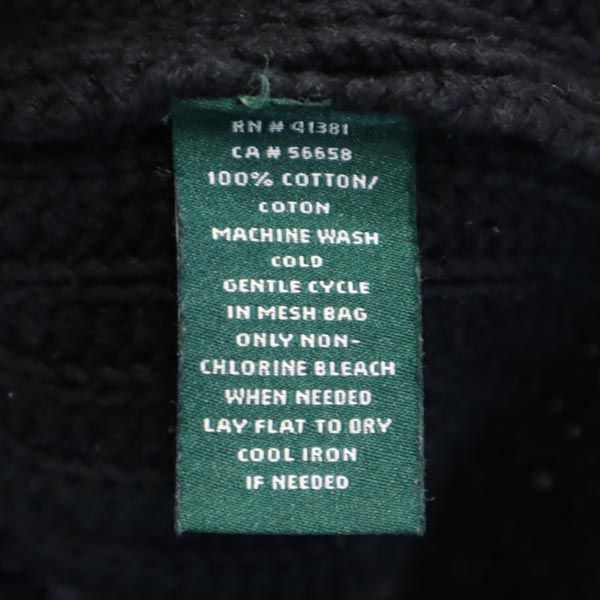 RN # 41381
CA # 56658
100% COTTON/
COTON
MACHINE WASH
COLD
GENTLE CYCLE
IN MESH BAG
ONLY NON-
CHLORINE BLEACH
WHEN NEEDED
LAY FLAT TO DRY
COOL IRON
IF NEEDED